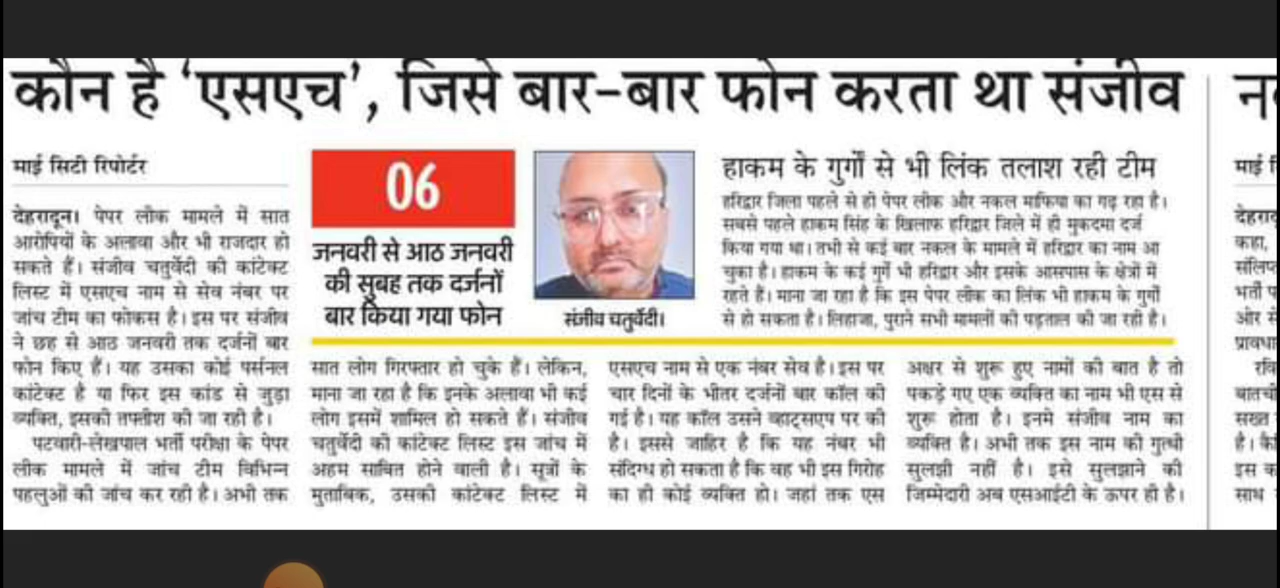 कौन है ‘एसएच’, जिसे बार-बार फोन करता था संजीव
माई सिटी रिपोर्टर
देहरादून। पेपर लीक मामले में सात
आरोपियों के अलावा और भी राजदार हो
सकते हैं। संजीव चतुर्वेदी की कांटेक्ट
लिस्ट में एसएच नाम से सेव नंबर पर
जांच टीम का फोकस है। इस पर संजीव
ने छह से आठ जनवरी तक दर्जनों बार
फोन किए हैं। यह उसका कोई पर्सनल
कांटेक्ट है या फिर इस कांड से जुड़ा
व्यक्ति, इसकी तफ्तीश की जा रही है।
पटवारी-लेखपाल भर्ती परीक्षा के पेपर
लीक मामले में जांच टीम विभिन्न
पहलुओं की जांच कर रही है। अभी तक
06
जनवरी से आठ जनवरी
की सुबह तक दर्जनों
बार किया गया फोन
संजीव चतुर्वेदी।
हाकम के गुर्गों से भी लिंक तलाश रही टीम
हरिद्वार जिला पहले से ही पेपर लीक और नकल माफिया का गढ़ रहा है।
सबसे पहले हाकम सिंह के खिलाफ हरिद्वार जिले में ही मुकदमा दर्ज
किया गया था। तभी से कई बार नकल के मामले में हरिद्वार का नाम आ
चुका है। हाकम के कई गुर्गे भी हरिद्वार और इसके आसपास के क्षेत्रों में
रहते हैं। माना जा रहा है कि इस पेपर लीक का लिंक भी हाकम के गुर्गों
से हो सकता है। लिहाजा, पुराने सभी मामलों की पड़ताल की जा रही है।
सात लोग गिरफ्तार हो चुके हैं। लेकिन,
माना जा रहा है कि इनके अलावा भी कई
लोग इसमें शामिल हो सकते हैं। संजीव
चतुर्वेदी की कांटेक्ट लिस्ट इस जांच में
अहम साबित होने वाली है। सूत्रों के
मुताबिक, उसकी कांटेक्ट लिस्ट में
एसएच नाम से एक नंबर सेव है। इस पर
चार दिनों के भीतर दर्जनों बार कॉल की
गई है। यह कॉल उसने व्हाट्सएप पर की
है। इससे जाहिर है कि यह नंबर भी
संदिग्ध हो सकता है कि वह भी इस गिरोह
का ही कोई व्यक्ति हो। जहां तक एस
अक्षर से शुरू हुए नामों की बात है तो
पकड़े गए एक व्यक्ति का नाम भी एस से
शुरू होता है। इनमे संजीव नाम का
व्यक्ति है। अभी तक इस नाम की गुत्थी
सुलझी नहीं है। इसे सुलझाने की
जिम्मेदारी अब एसआईटी के ऊपर ही है।
माई
कहा,
भर्ती
ओर से
बातची
सख्त
इस
साथ